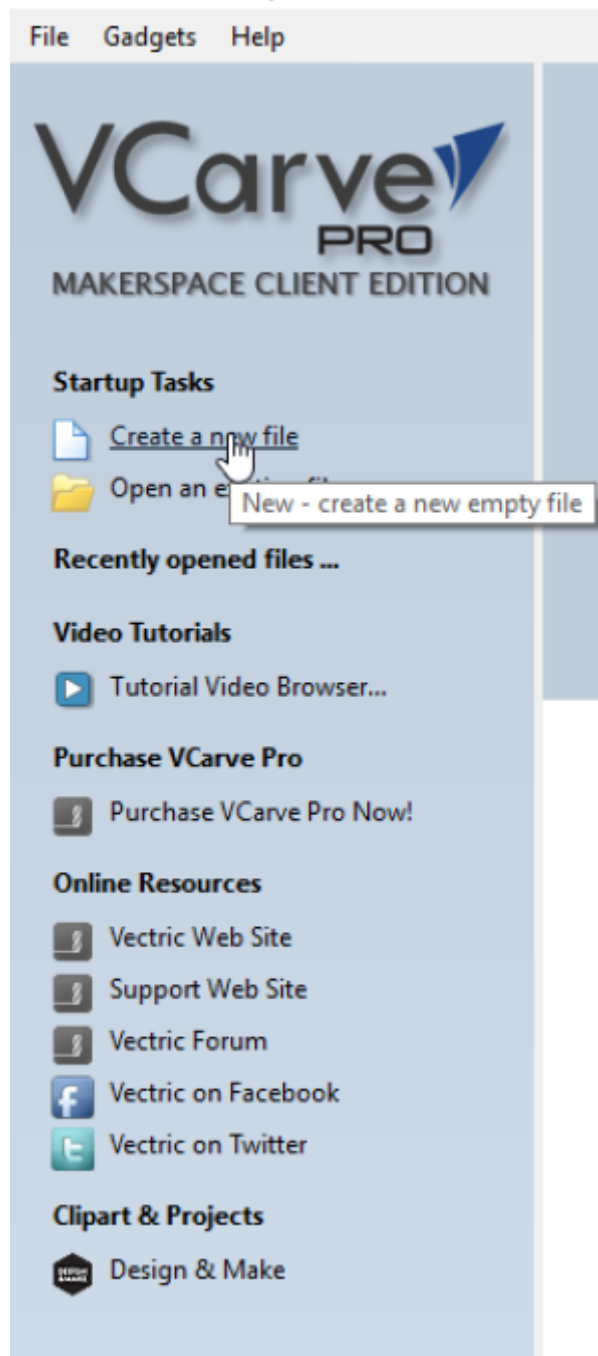 File Gadgets Help
VCarve
PRO
MAKERSPACE CLIENT EDITION
Startup Tasks
Create a new file
Open an
New - create a new empty file
Recently opened files ...
Video Tutorials
Tutorial Video Browser...
Purchase VCarve Pro
Purchase VCarve Pro Now!
Online Resources
Vectric Web Site
Support Web Site
Vectric Forum
Vectric on Facebook
Vectric on Twitter
Clipart & Projects
Design & Make